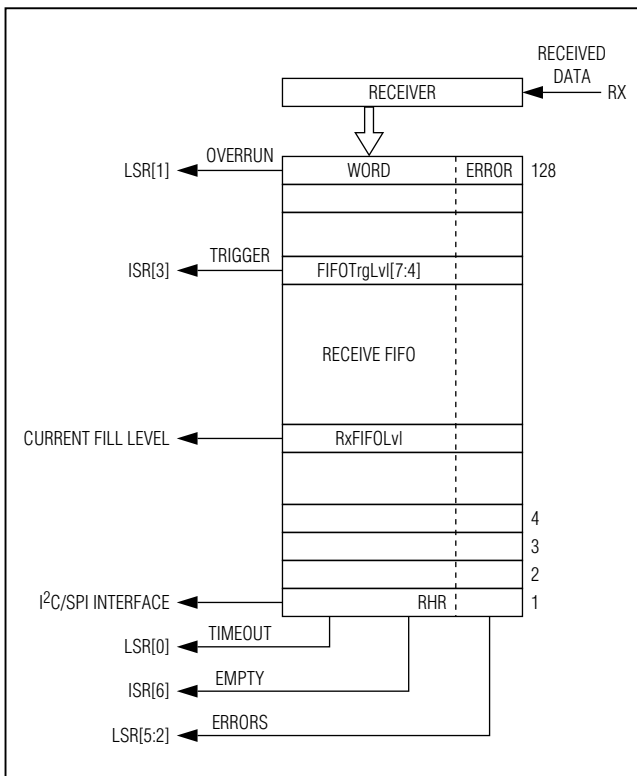 RECEIVED
DATA
RECEIVER
RX
OVERRUN
LSR[1]
WORD
ERROR
128
TRIGGER
ISR[3]
FIFOTrgLvl[7:4]
RECEIVE FIFO
CURRENT FILL LEVEL
RxFIFOLvl
4
3
2
I²C/SPI INTERFACE
RHR
1
TIMEOUT
LSR[0]
EMPTY
ISR[6]
ERRORS
LSR[5:2]